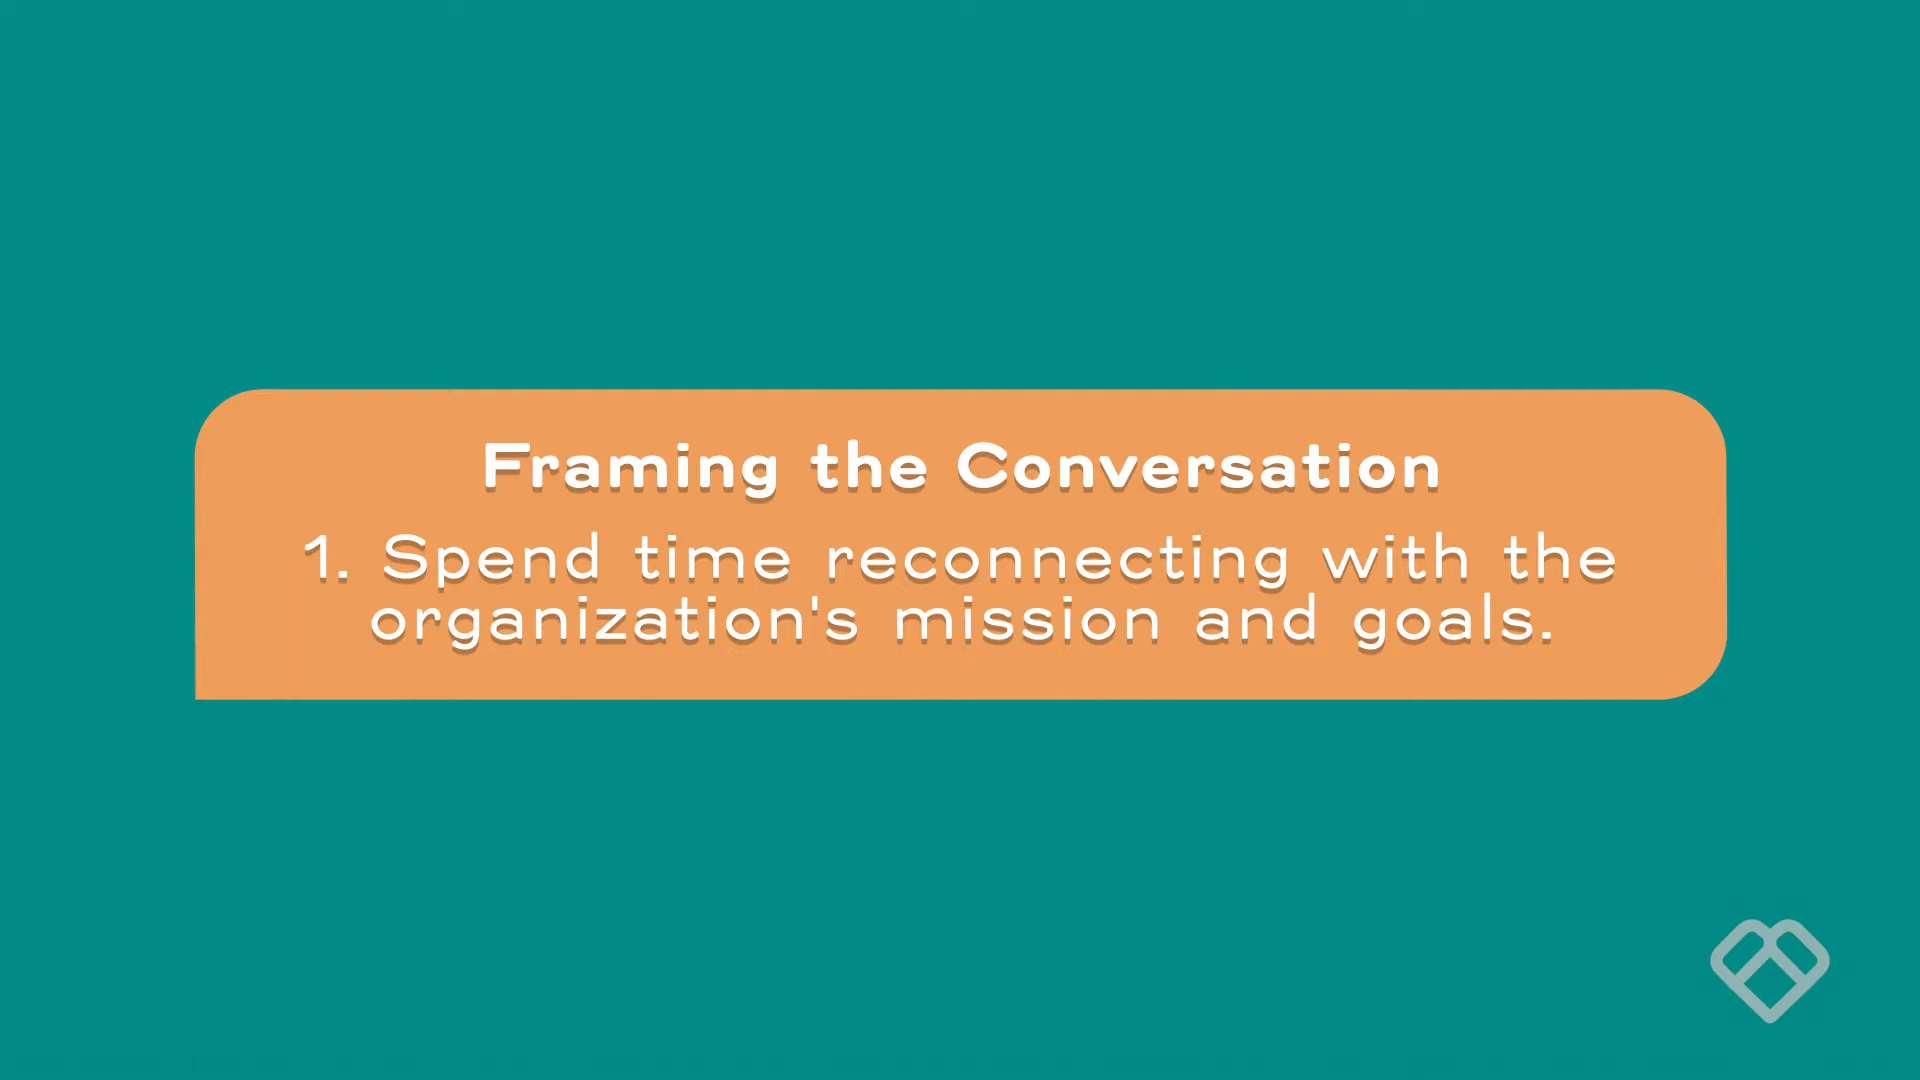 Framing the Conversation
1. Spend time reconnecting with the
organization's mission and goals.